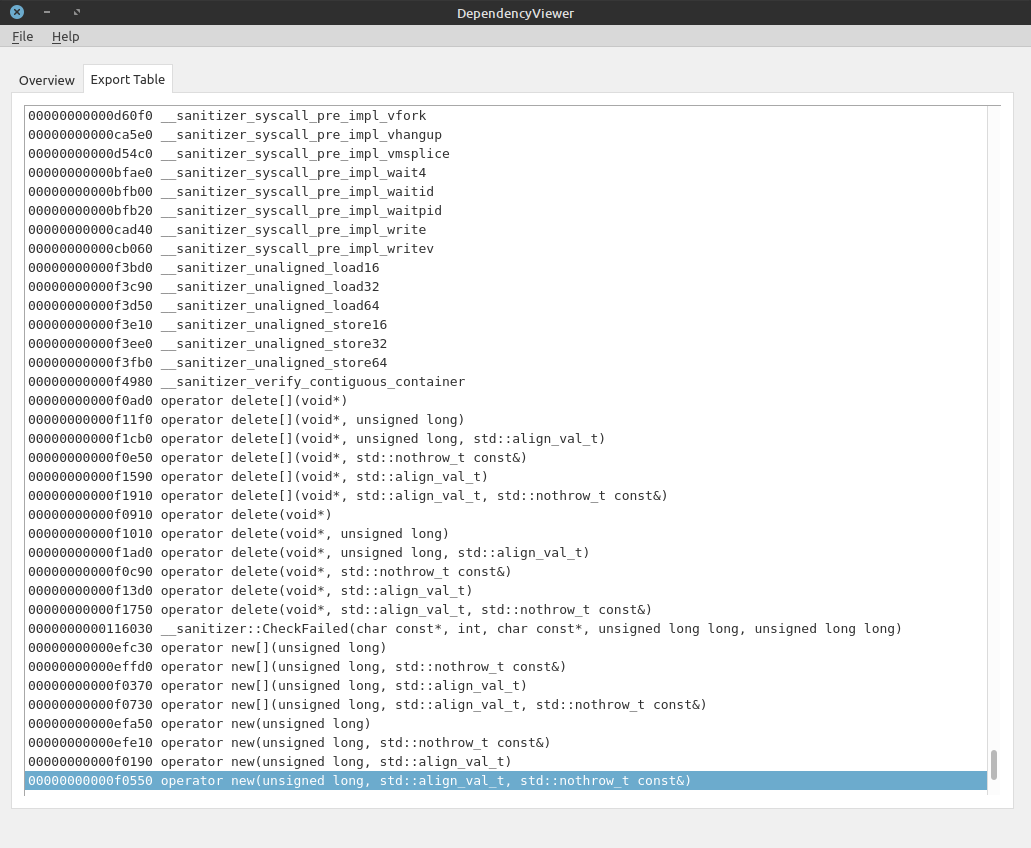 DependencyViewer
File Help
Overview Export Table
00000000000d60f0 __sanitizer_syscall_pre_impl_vfork
00000000000ca5e0 __sanitizer_syscall_pre_impl_vhangup
00000000000d54c0 __sanitizer_syscall_pre_impl_vmsplice
00000000000bfae0 __sanitizer_syscall_pre_impl_wait4
00000000000bfb00 __sanitizer_syscall_pre_impl_waitid
00000000000bfb20 __sanitizer_syscall_pre_impl_waitpid
00000000000cad40 __sanitizer_syscall_pre_impl_write
00000000000cb060 __sanitizer_syscall_pre_impl_writev
00000000000f3bd0 __sanitizer_unaligned_load16
00000000000f3c90 __sanitizer_unaligned_load32
00000000000f3d50 __sanitizer_unaligned_load64
00000000000f3e10 __sanitizer_unaligned_store16
00000000000f3ee0 __sanitizer_unaligned_store32
00000000000f3fb0 __sanitizer_unaligned_store64
00000000000f4980 __sanitizer_verify_contiguous_container
00000000000f0ad0 operator delete[](void*)
00000000000f11f0 operator delete[](void*, unsigned long)
00000000000f1cb0 operator delete[](void*, unsigned long, std::align_val_t)
00000000000f0e50 operator delete[](void*, std::nothrow_t const&)
00000000000f1590 operator delete[](void*, std::align_val_t)
00000000000f1910 operator delete[](void*, std::align_val_t, std::nothrow_t const&)
00000000000f0910 operator delete(void*)
00000000000f1010 operator delete(void*, unsigned long)
00000000000f1ad0 operator delete(void*, unsigned long, std::align_val_t)
00000000000f0c90 operator delete(void*, std::nothrow_t const&)
00000000000f13d0 operator delete(void*, std::align_val_t)
00000000000f1750 operator delete(void*, std::align_val_t, std::nothrow_t const&)
0000000000116030 __sanitizer::CheckFailed(char const*, int, char const*, unsigned long long, unsigned long long)
00000000000efc30 operator new[](unsigned long)
00000000000effd0 operator new[](unsigned long, std::nothrow_t const&)
00000000000f0370 operator new[](unsigned long, std::align_val_t)
00000000000f0730 operator new[](unsigned long, std::align_val_t, std::nothrow_t const&)
00000000000efa50 operator new(unsigned long)
00000000000efe10 operator new(unsigned long, std::nothrow_t const&)
00000000000f0190 operator new(unsigned long, std::align_val_t)
00000000000f0550 operator new(unsigned long, std::align_val_t, std::nothrow_t const&)